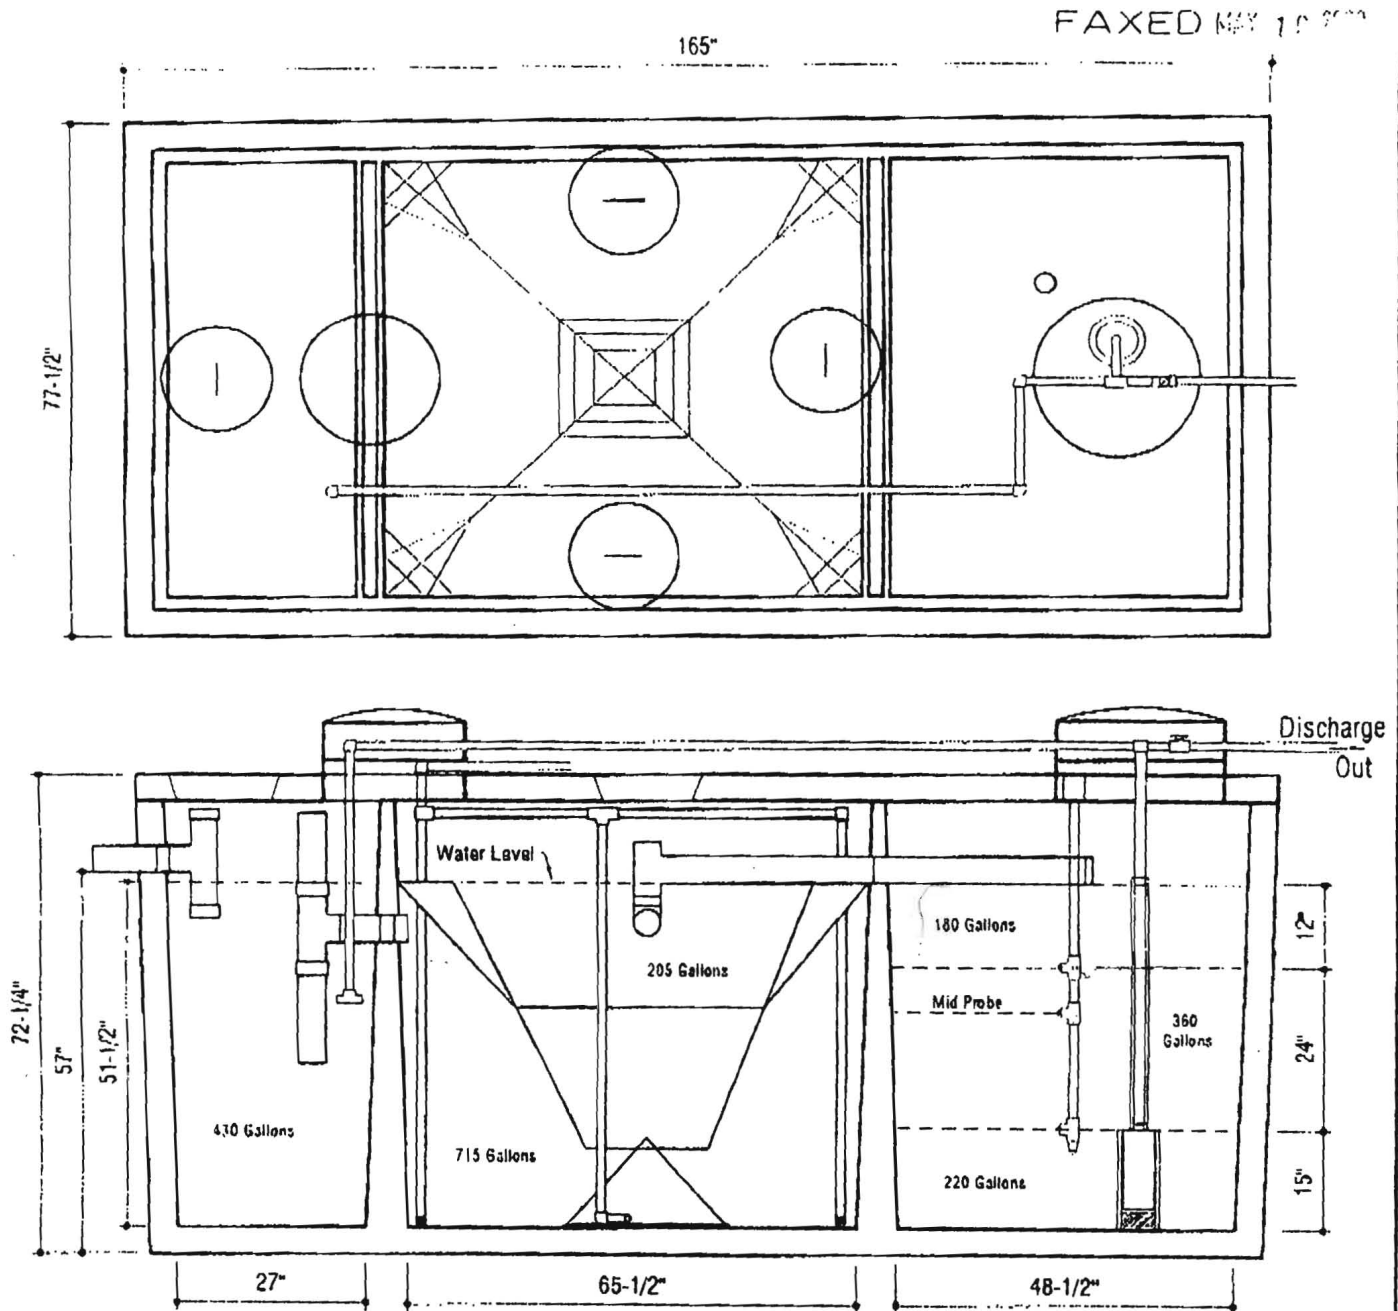 FAXED MAY 10
165"
77-1/2"
Discharge
Out
Water Level
180 Gallons
12"
205 Gallons
Mid Probe
360
Gallons
24"
72-1/4"
57"
51-1/2"
430 Gallons
715 Gallons
220 Gallons
15"
27"
65-1/2"
48-1/2"